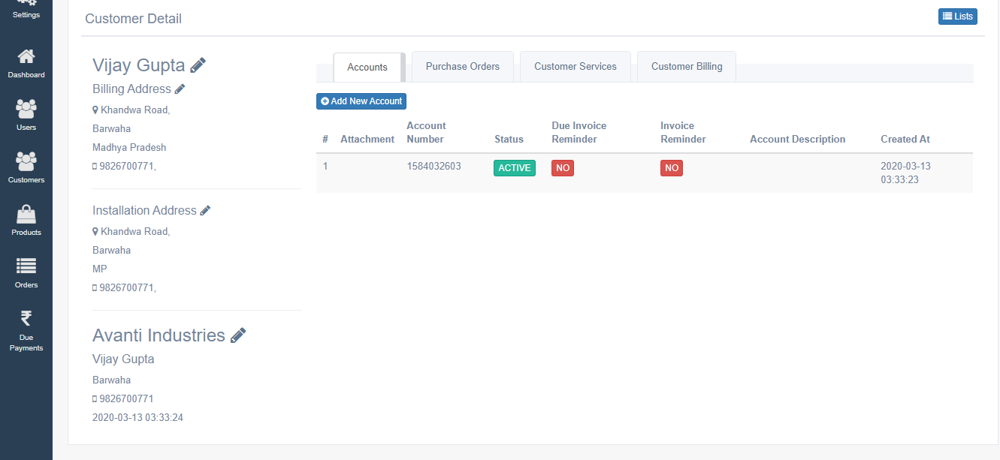 Settings
Dashboard
Users
Customers
Products
Orders
Due
Payments
Customer Detail
Lists
Vijay Gupta
Billing Address
Khandwa Road,
Barwaha
Madhya Pradesh
9826700771,
Installation Address
Khandwa Road,
Barwaha
MP
9826700771,
Avanti Industries
Vijay Gupta
Barwaha
9826700771
2020-03-13 03:33:24
Accounts Purchase Orders Customer Services Customer Billing
Add New Account
# Attachment Account Number Status Due Invoice Reminder Invoice Reminder Account Description Created At
1 1584032603 ACTIVE NO NO 2020-03-13
03:33:23